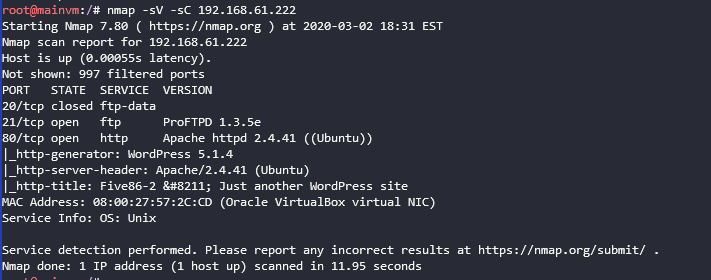 root@mainvm:/# nmap -sV -sC 192.168.61.222
Starting Nmap 7.80 ( https://nmap.org ) at 2020-03-02 18:31 EST
Nmap scan report for 192.168.61.222
Host is up (0.00055s latency).
Not shown: 997 filtered ports
PORT   STATE  SERVICE  VERSION
20/tcp closed ftp-data
21/tcp open   ftp      ProFTPD 1.3.5e
80/tcp open   http     Apache httpd 2.4.41 ((Ubuntu))
|_http-generator: WordPress 5.1.4
|_http-server-header: Apache/2.4.41 (Ubuntu)
|_http-title: Five86-2 &#8211; Just another WordPress site
MAC Address: 08:00:27:57:2C:CD (Oracle VirtualBox virtual NIC)
Service Info: OS: Unix

Service detection performed. Please report any incorrect results at https://nmap.org/submit/ .
Nmap done: 1 IP address (1 host up) scanned in 11.95 seconds